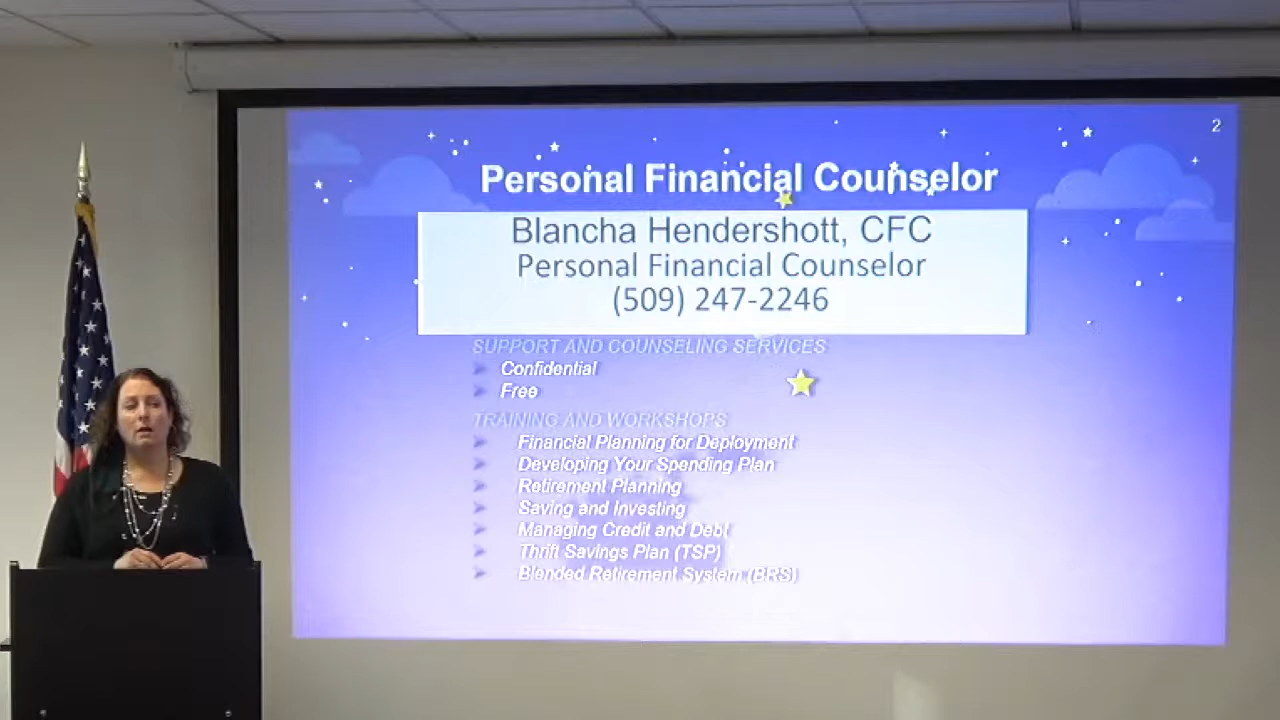 2
Personal Financial Counselor
Blancha Hendershott, CFC
Personal Financial Counselor
(509) 247-2246
SUPPORT AND COUNSELING SERVICES
Confidential
Free
TRAINING AND WORKSHOPS
Financial Planning for Deployment
Developing Your Spending Plan
Retirement Planning
Saving and Investing
Managing Credit and Debt
Thrift Savings Plan (TSP)
Blended Retirement System (BRS)